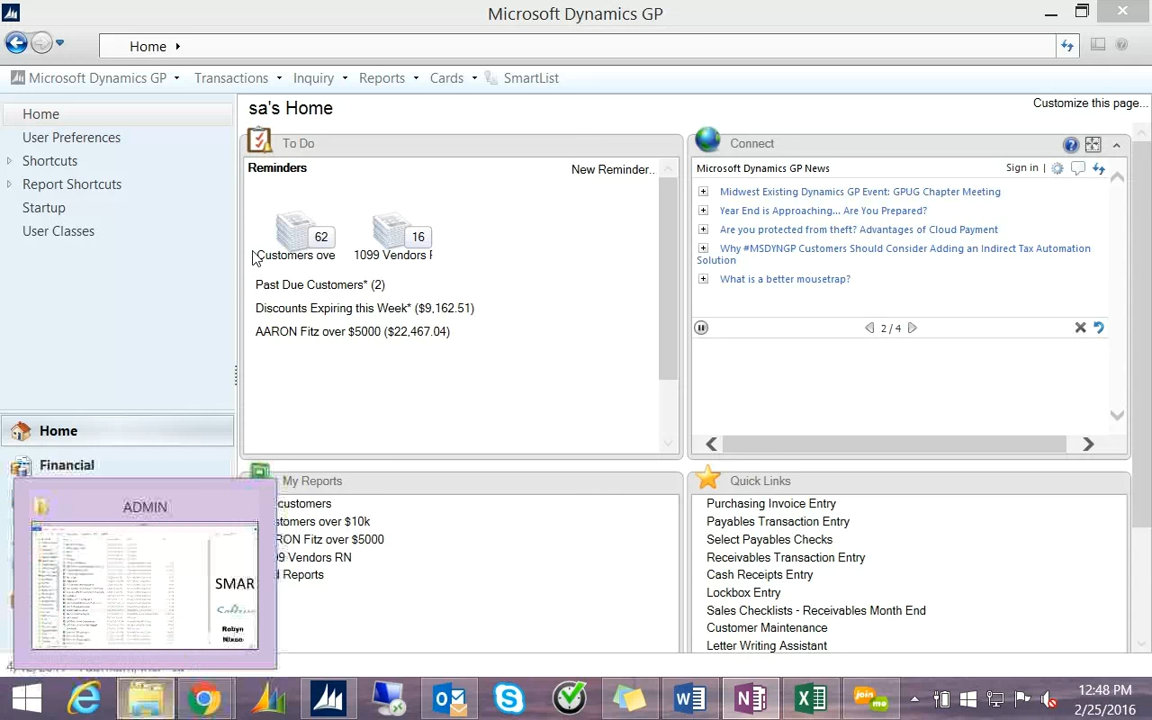 Microsoft Dynamics GP
Home
Microsoft Dynamics GP Transactions Inquiry Reports Cards SmartList
Home
User Preferences
Shortcuts
Report Shortcuts
Startup
User Classes
Home
Financial
ADMIN
SMAR
Robyn
Nixon
sa's Home
Customize this page...
To Do
Reminders
New Reminder..
62
16
Customers ove
1099 Vendors
Past Due Customers* (2)
Discounts Expiring this Week* ($9,162.51)
AARON Fitz over $5000 ($22,467.04)
Connect
Microsoft Dynamics GP News
Sign in |
Midwest Existing Dynamics GP Event: GPUG Chapter Meeting
Year End is Approaching... Are You Prepared?
Are you protected from theft? Advantages of Cloud Payment
Why #MSDYNGP Customers Should Consider Adding an Indirect Tax Automation
Solution
What is a better mousetrap?
2 / 4
My Reports
customers
tomers over $10k
RON Fitz over $5000
99 Vendors RN
d Reports
Quick Links
Purchasing Invoice Entry
Payables Transaction Entry
Select Payables Checks
Receivables Transaction Entry
Cash Receipts Entry
Lockbox Entry
Sales Checklists - Receivables Month End
Customer Maintenance
Letter Writing Assistant
join
me
12:48 PM
2/25/2016